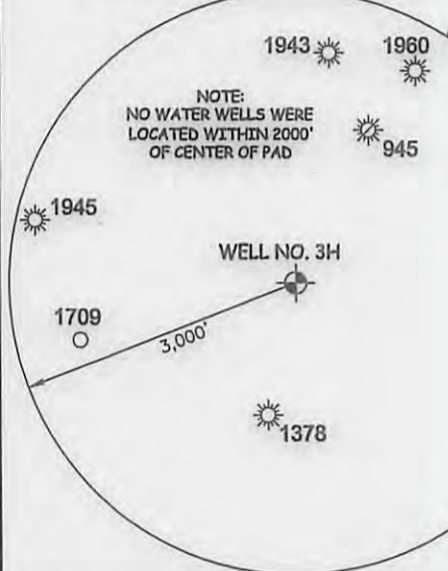 1943
1960
NOTE:
NO WATER WELLS WERE
LOCATED WITHIN 2000'
OF CENTER OF PAD
945
1945
WELL NO. 3H
1709
3,000'
1378